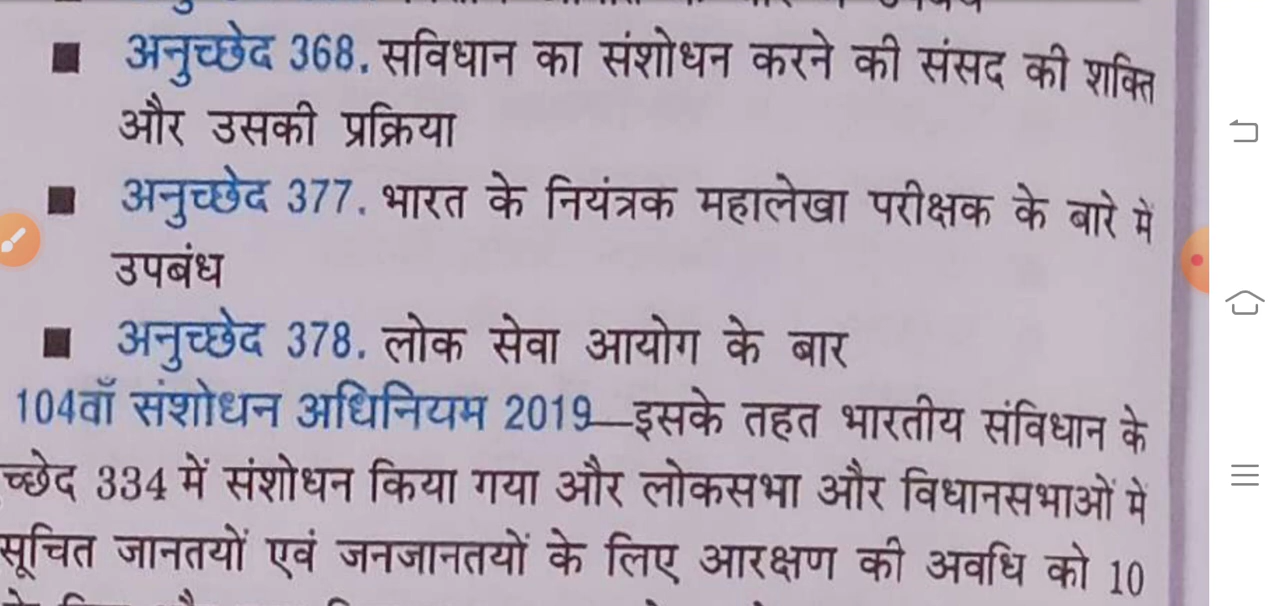 ■ अनुच्छेद 368. सविधान का संशोधन करने की संसद की शक्ति
और उसकी प्रक्रिया
■ अनुच्छेद 377. भारत के नियंत्रक महालेखा परीक्षक के बारे में
उपबंध
■ अनुच्छेद 378. लोक सेवा आयोग के बार
104वाँ संशोधन अधिनियम 2019—इसके तहत भारतीय संविधान के
च्छेद 334 में संशोधन किया गया और लोकसभा और विधानसभाओं में
सूचित जानतयों एवं जनजानतयों के लिए आरक्षण की अवधि को 10